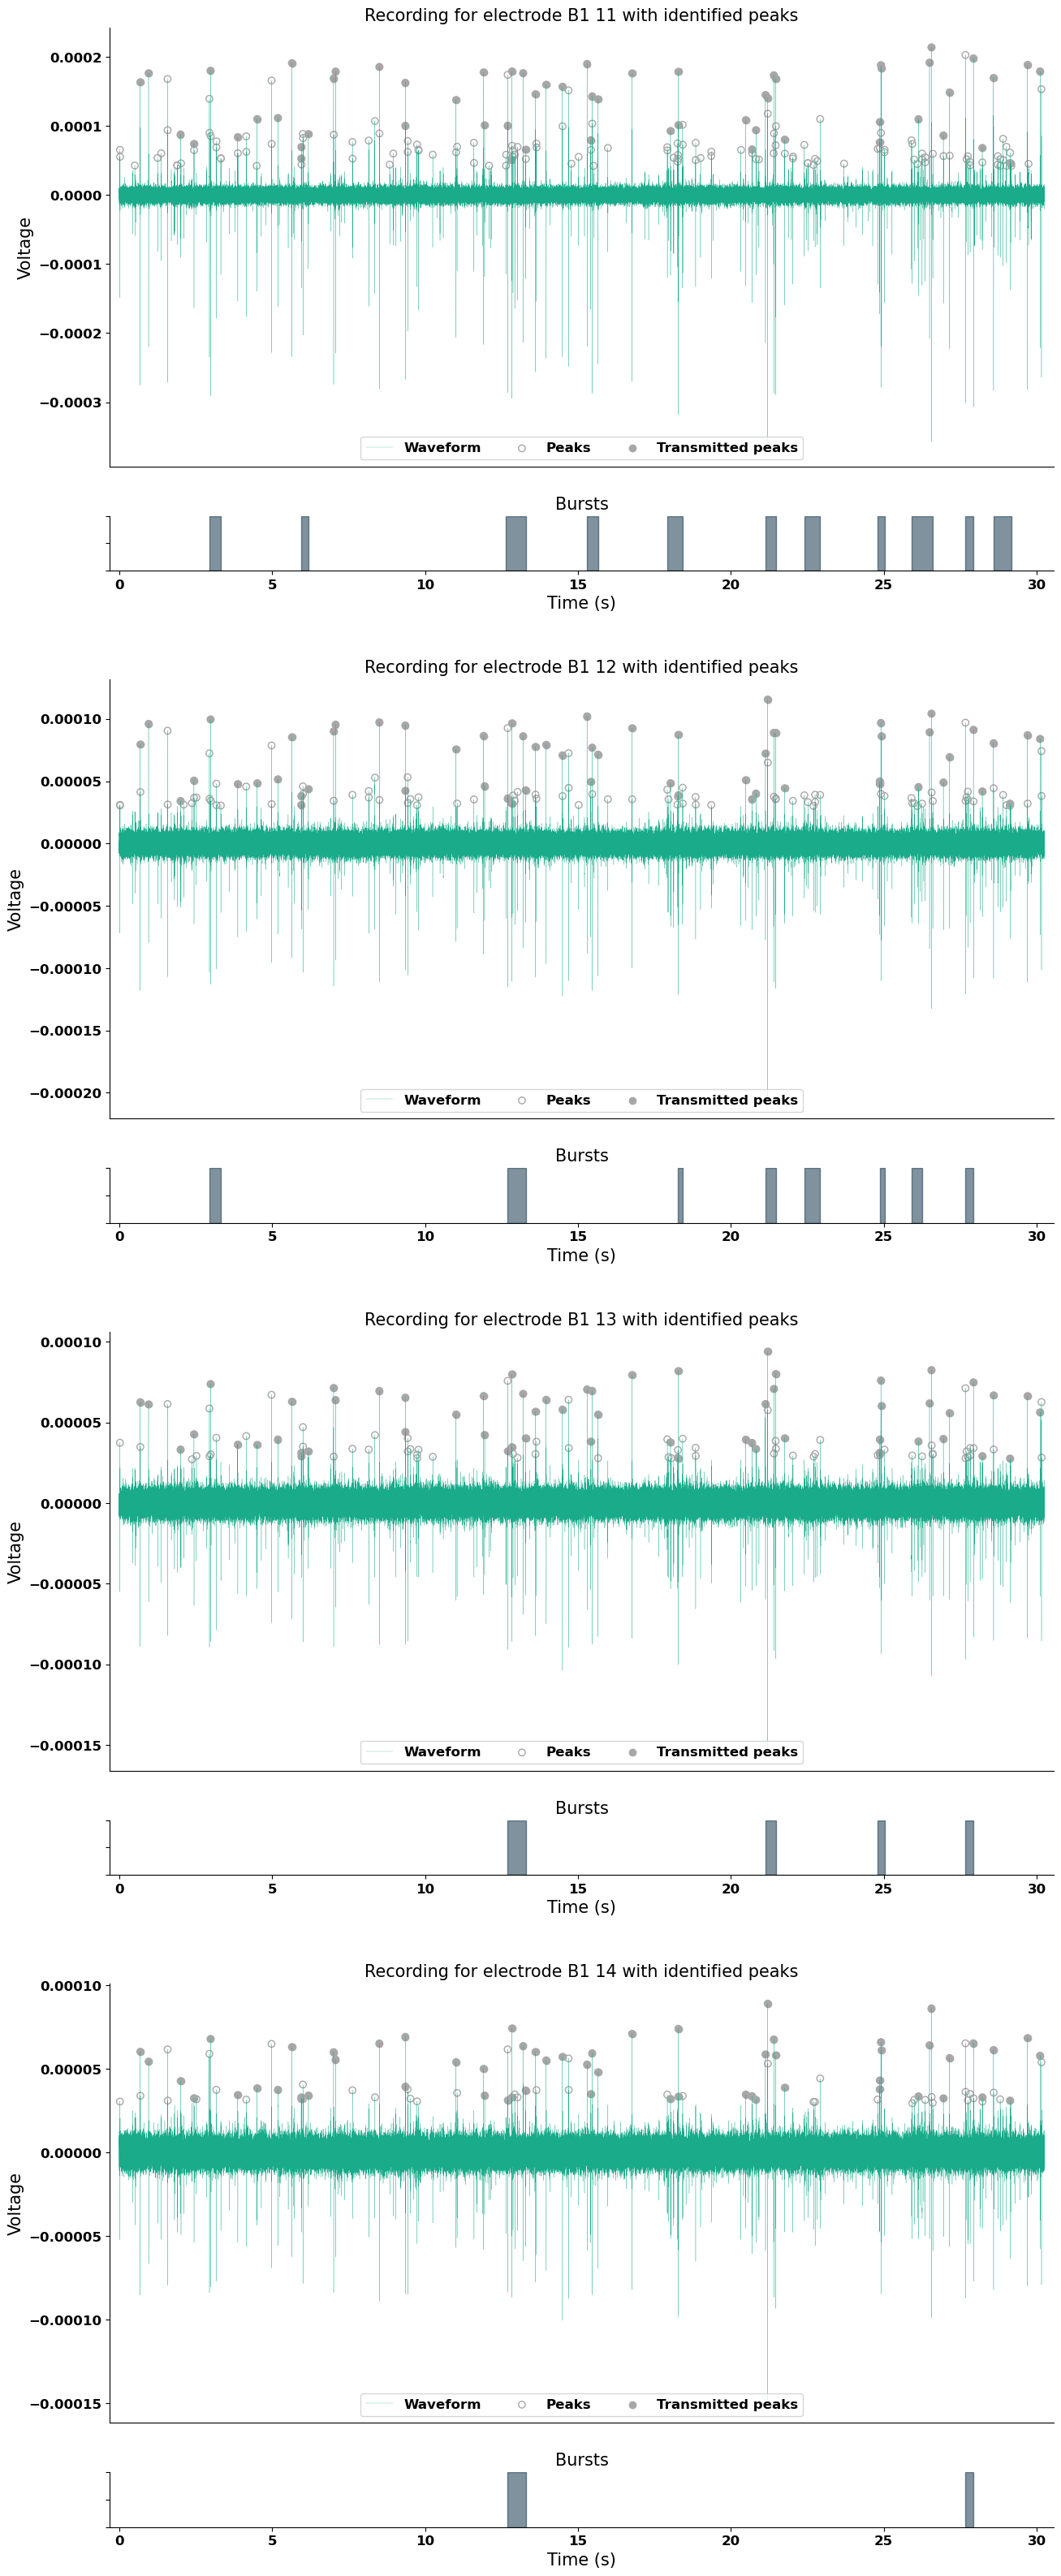 Recording for electrode B1 11 with identified peaks
0.0002
0.0001
0.0000
−0.0001
−0.0002
−0.0003
Voltage
Waveform Peaks Transmitted peaks
Bursts
0 5 10 15 20 25 30
Time (s)
Recording for electrode B1 12 with identified peaks
0.00010
0.00005
0.00000
−0.00005
−0.00010
−0.00015
−0.00020
Voltage
Waveform Peaks Transmitted peaks
Bursts
0 5 10 15 20 25 30
Time (s)
Recording for electrode B1 13 with identified peaks
0.00010
0.00005
0.00000
−0.00005
−0.00010
−0.00015
Voltage
Waveform Peaks Transmitted peaks
Bursts
0 5 10 15 20 25 30
Time (s)
Recording for electrode B1 14 with identified peaks
0.00010
0.00005
0.00000
−0.00005
−0.00010
−0.00015
Voltage
Waveform Peaks Transmitted peaks
Bursts
0 5 10 15 20 25 30
Time (s)